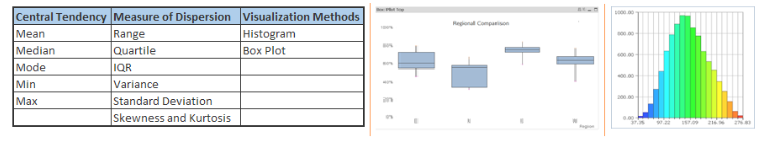 Central Tendency Measure of Dispersion Visualization Methods
Mean Range Histogram
Median Quartile Box Plot
Mode IQR
Min Variance
Max Standard Deviation
Skewness and Kurtosis
Regional Comparison
100%
80%
60%
40%
20%
0%
Region
1000.00
800.00
600.00
400.00
200.00
0.00
37.35 97.22 157.09 216.96 276.83